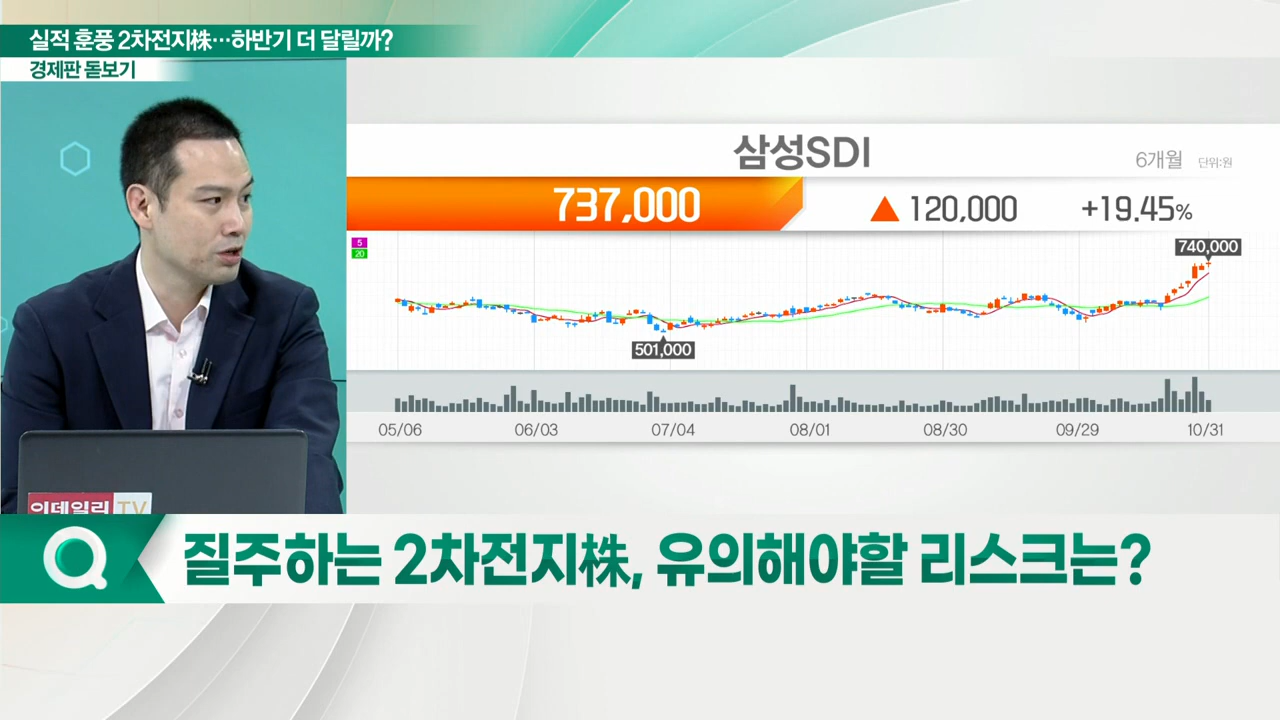 실적 훈풍 2차전지株…하반기 더 달릴까?
경제판 돋보기
삼성SDI
6개월 단위:원
737,000 ▲ 120,000 +19.45%
5
20
740,000
501,000
05/06 06/03 07/04 08/01 08/30 09/29 10/31
이데일리 TV
Q 질주하는 2차전지株, 유의해야할 리스크는?